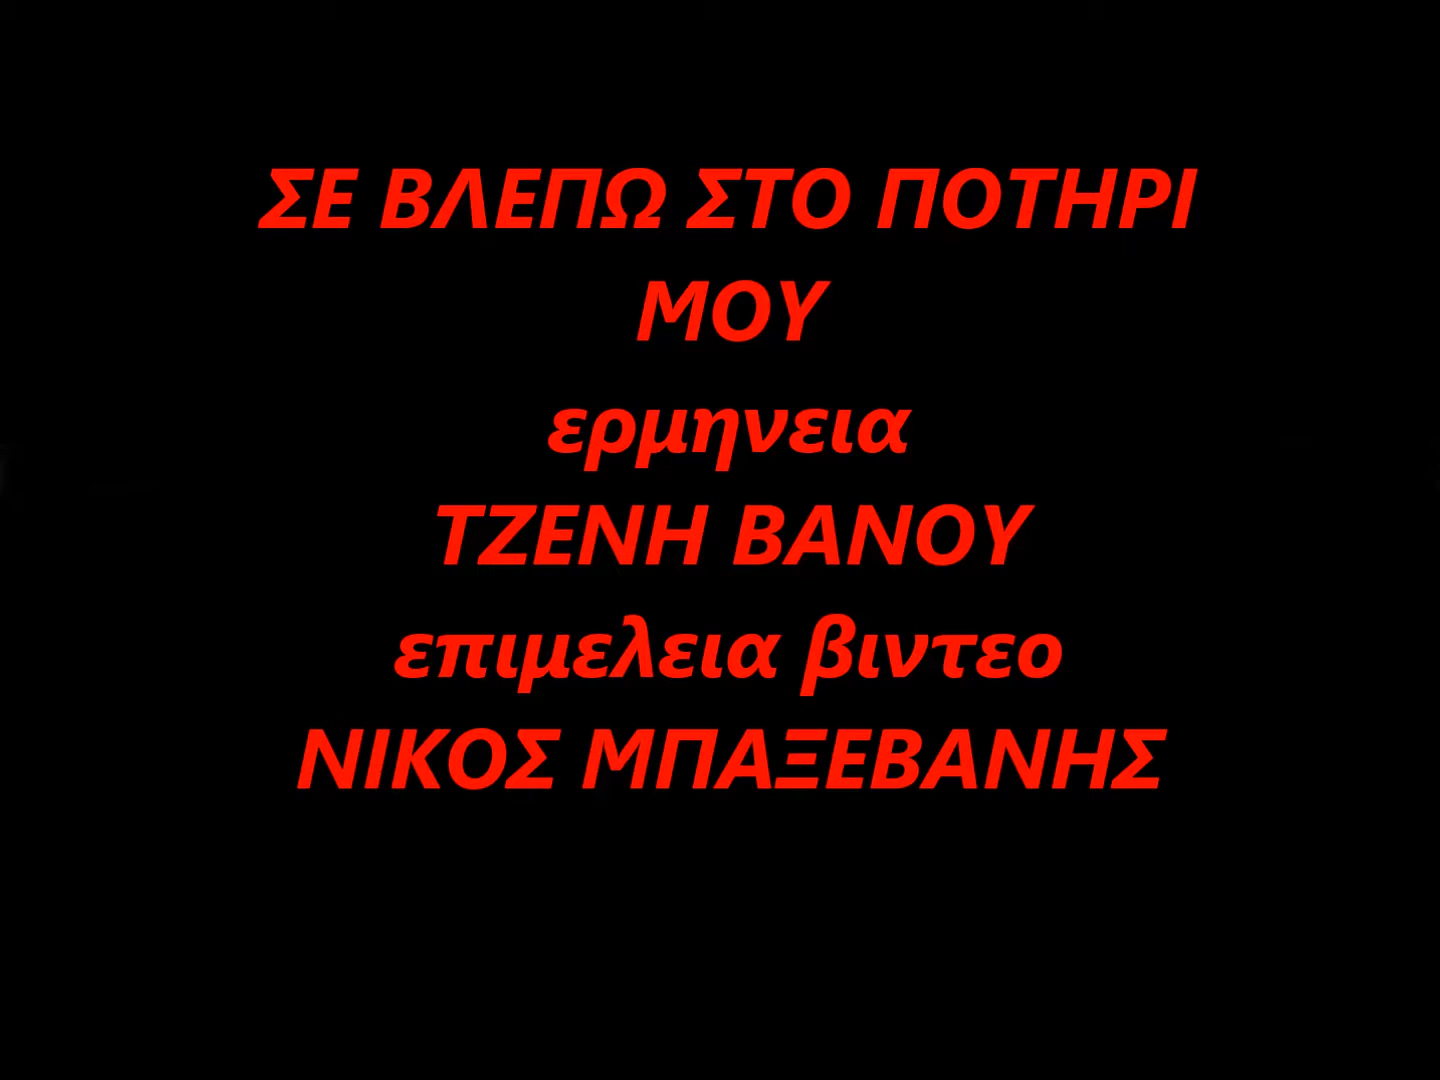 ΣΕ ΒΛΕΠΩ ΣΤΟ ΠΟΤΗΡΙ
ΜΟΥ
ερμηνεια
ΤΖΕΝΗ ΒΑΝΟΥ
επιμελεια βιντεο
ΝΙΚΟΣ ΜΠΑΞΕΒΑΝΗΣ